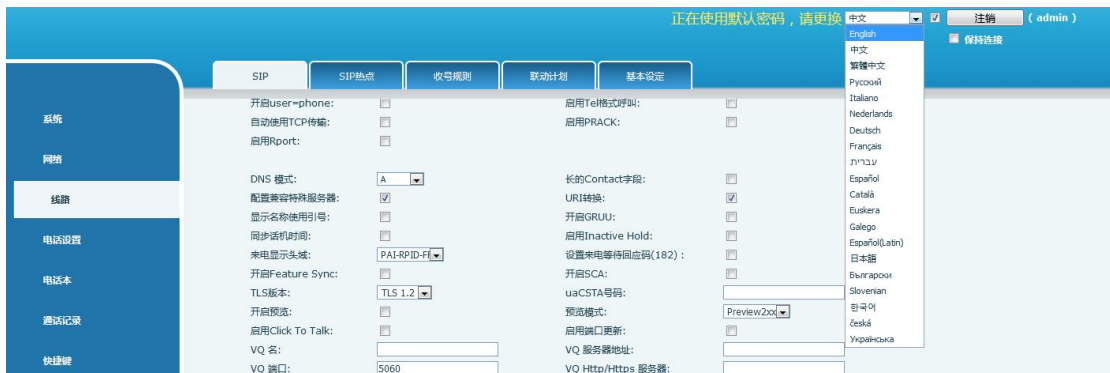 正在使用默认密码，请更换 中文 注销 ( admin )
保持连接
English
中文
繁體中文
Русский
Italiano
Nederlands
Deutsch
Français
עברית
Español
Català
Euskera
Galego
Español(Latin)
日本語
Български
Slovenian
한국어
česká
Українська
SIP SIP热点 收号规则 联动计划 基本设定
系统
网络
线路
电话设置
电话本
通话记录
快捷键
开启user=phone: 启用Tel格式呼叫:
自动使用TCP传输: 启用PRACK:
启用Rport:
DNS 模式: A 长的Contact字段:
配置兼容特殊服务器: URI转换:
显示名称使用引号: 开启GRUU:
同步话机时间: 启用Inactive Hold:
来电显示头域: PAI-RPID-FR 设置来电等待回应码(182) :
开启Feature Sync: 开启SCA:
TLS版本: TLS 1.2 uaCSTA号码:
开启预览: 预览模式: Preview2xx
启用Click To Talk: 启用端口更新:
VQ 名: VQ 服务器地址:
VQ 端口: 5060 VQ Http/Https 服务器: